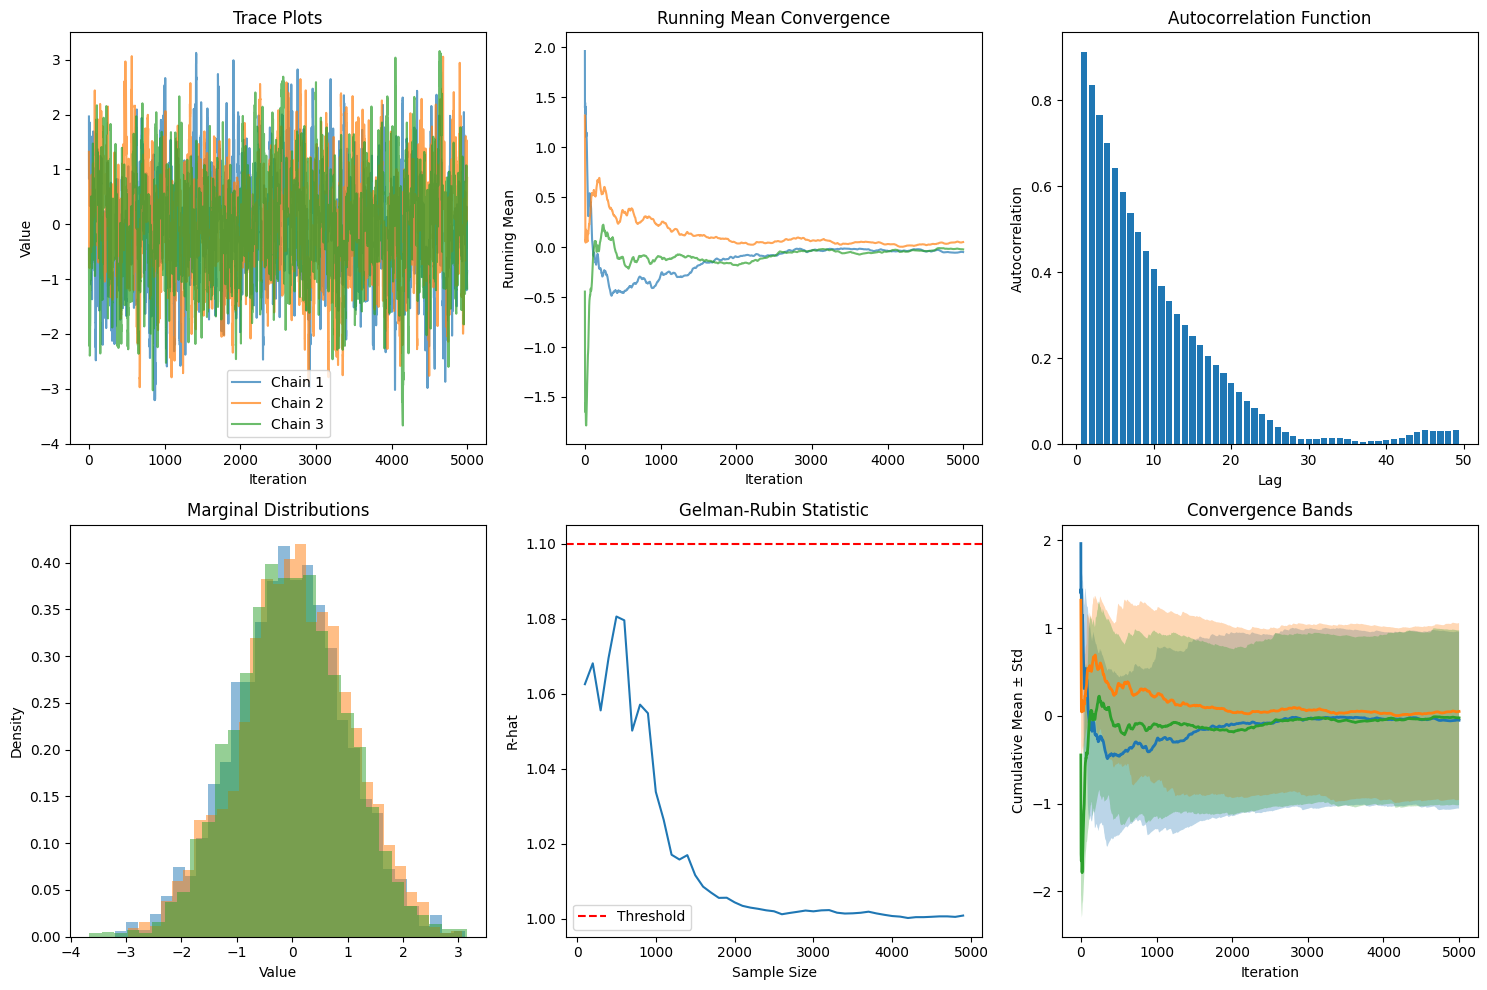 Trace Plots
Value
3
2
1
0
−1
−2
−3
−4
Chain 1
Chain 2
Chain 3
0 1000 2000 3000 4000 5000
Iteration
Running Mean Convergence
Running Mean
2.0
1.5
1.0
0.5
0.0
−0.5
−1.0
−1.5
0 1000 2000 3000 4000 5000
Iteration
Autocorrelation Function
Autocorrelation
0.8
0.6
0.4
0.2
0.0
0 10 20 30 40 50
Lag
Marginal Distributions
Density
0.40
0.35
0.30
0.25
0.20
0.15
0.10
0.05
0.00
−4 −3 −2 −1 0 1 2 3
Value
Gelman-Rubin Statistic
R-hat
1.10
1.08
1.06
1.04
1.02
1.00
Threshold
0 1000 2000 3000 4000 5000
Sample Size
Convergence Bands
Cumulative Mean ± Std
2
1
0
−1
−2
0 1000 2000 3000 4000 5000
Iteration